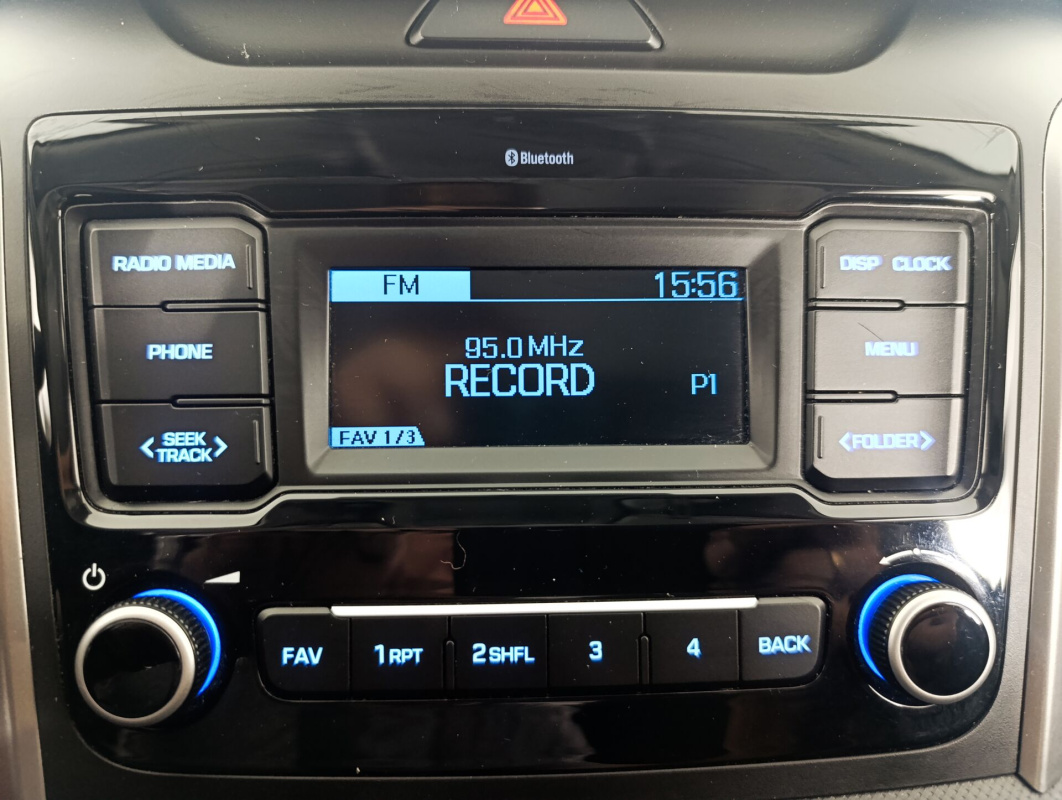 Bluetooth
RADIO MEDIA
DISP CLOCK
FM 15:56
PHONE
95.0 MHz
MENU
RECORD
P1
FAV 1/3
SEEK
TRACK
FOLDER
FAV
1 RPT
2 SHFL
3
4
BACK